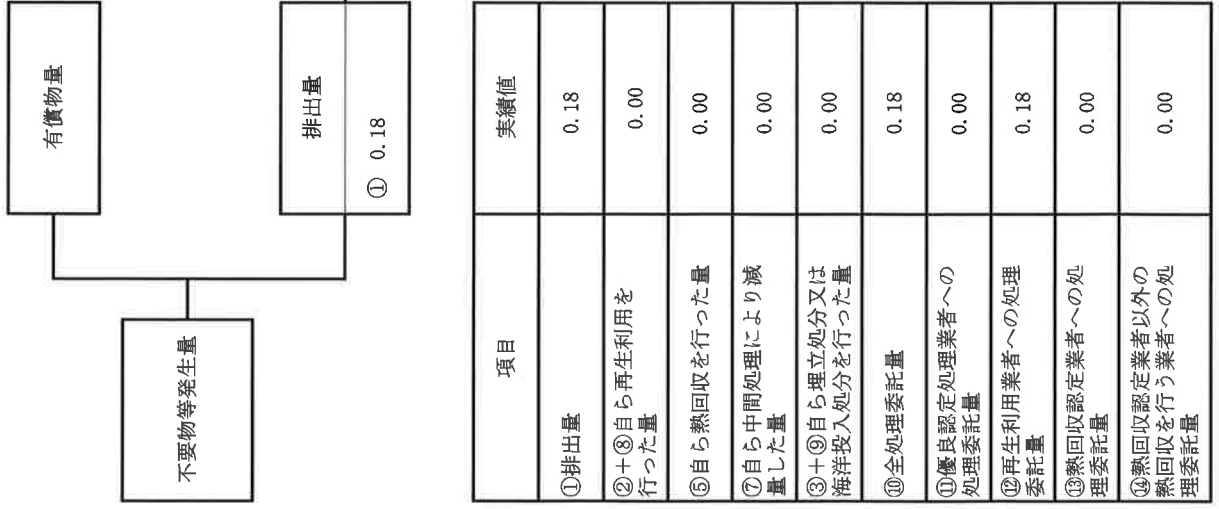 不要物等発生量
有償物量
排出量
① 0.18
項目
実績値
①排出量
0.18
②+⑧自ら再生利用を
行った量
0.00
⑤自ら熱回収を行った量
0.00
⑦自ら中間処理により減
量した量
0.00
③+⑨自ら埋立処分又は
海洋投入処分を行った量
0.00
⑩全処理委託量
0.18
⑪優良認定処理業者への
処理委託量
0.00
⑫再生利用業者への処理
委託量
0.18
⑬熱回収認定業者への処
理委託量
0.00
⑭熱回収認定業者以外の
熱回収を行う業者への処
理委託量
0.00